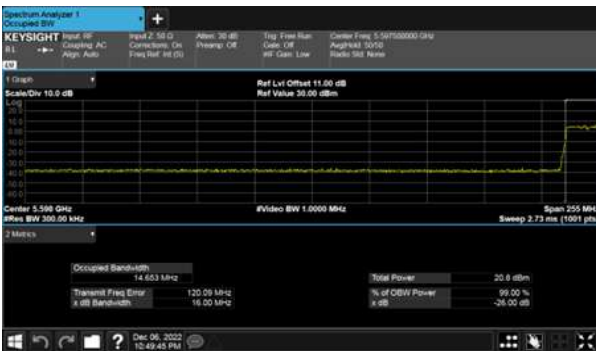 Spectrum Analyzer 1
Occupied BW
+
KEYSIGHT Input: RF Input Z: 50 Ω Atten: 30 dB Trig: Free Run Center Freq: 5.597500000 GHz
R L Coupling: AC Corrections: On Preamp: Off Gate: Off Avg|Hold: 50/50
Align: Auto Freq Ref: Int (S) #IF Gain: Low Radio Std: None
1 Graph
Scale/Div 10.0 dB
Ref Lvl Offset 11.00 dB
Ref Value 30.00 dBm
Log
Center 5.598 GHz
#Res BW 300.00 kHz
#Video BW 1.0000 MHz
Span 255 MHz
Sweep 2.73 ms (1001 pts
2 Metrics
Occupied Bandwidth
14.653 MHz
Transmit Freq Error 120.09 MHz
x dB Bandwidth 16.00 MHz
Total Power 20.8 dBm
% of OBW Power 99.00 %
x dB -26.00 dB
?
Dec 06, 2022
10:49:45 PM